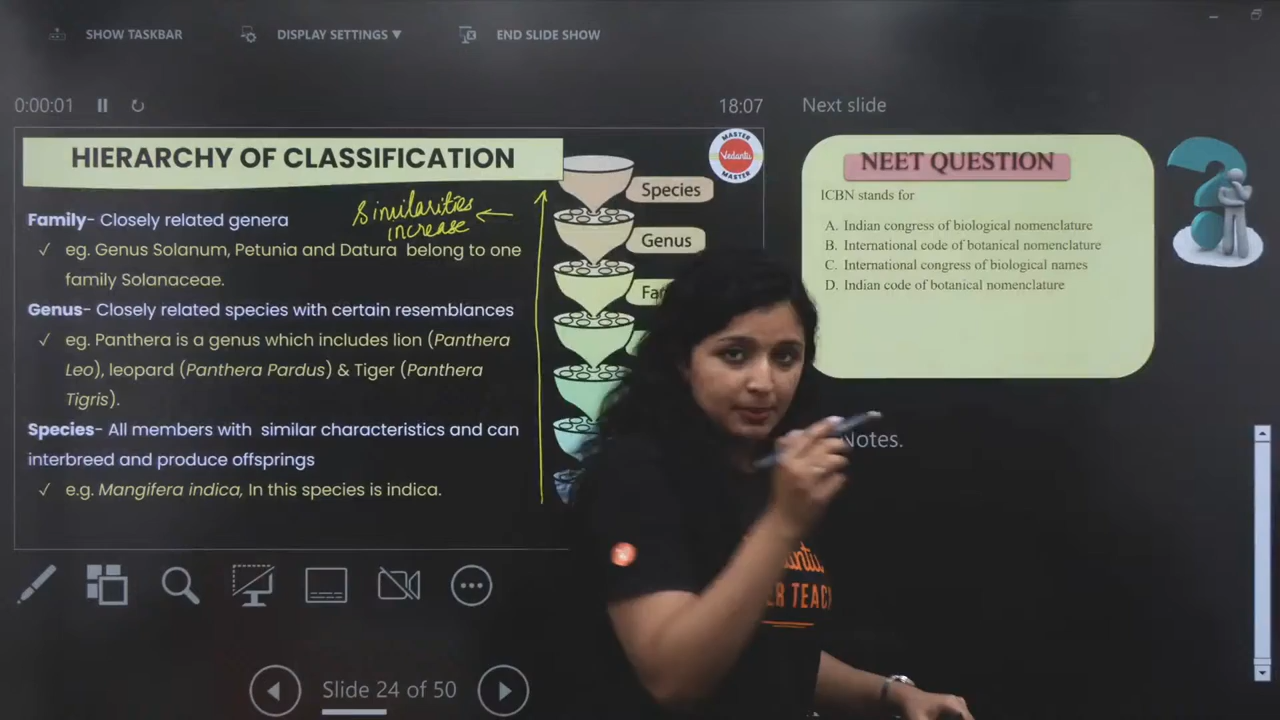 SHOW TASKBAR
DISPLAY SETTINGS ▼
END SLIDE SHOW
0:00:01
18:07
Next slide
HIERARCHY OF CLASSIFICATION
MASTER
Vedantu
MASTER
Similarities
increase
Family- Closely related genera
✓ eg. Genus Solanum, Petunia and Datura belong to one
family Solanaceae.
Genus- Closely related species with certain resemblances
✓ eg. Panthera is a genus which includes lion (Panthera
Leo), leopard (Panthera Pardus) & Tiger (Panthera
Tigris).
Species- All members with similar characteristics and can
interbreed and produce offsprings
✓ e.g. Mangifera indica, In this species is indica.
Species
Genus
NEET QUESTION
ICBN stands for
A. Indian congress of biological nomenclature
B. International code of botanical nomenclature
C. International congress of biological names
D. Indian code of botanical nomenclature
Notes.
Slide 24 of 50